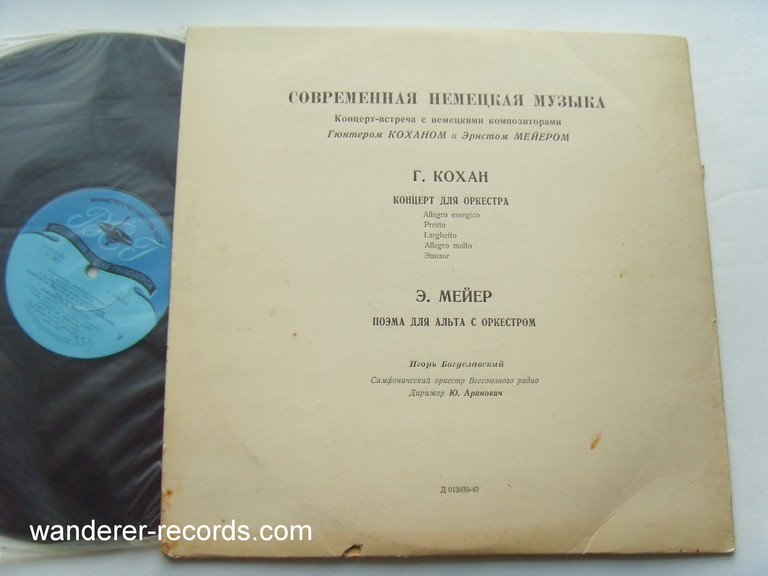 СОВРЕМЕННАЯ НЕМЕЦКАЯ МУЗЫКА
Концерт-встреча с немецкими композиторами
Гюнтером КОХАНОМ и Эрнстом МЕЙЕРОМ
Г. КОХАН
КОНЦЕРТ ДЛЯ ОРКЕСТРА
Allegro energico
Presto
Larghetto
Allegro molto
Эпилог
Э. МЕЙЕР
ПОЭМА ДЛЯ АЛЬТА С ОРКЕСТРОМ
Игорь Богуславский
Симфонический оркестр Всесоюзного радио
Дирижер Ю. Аранович
Д 013939-40
wanderer-records.com